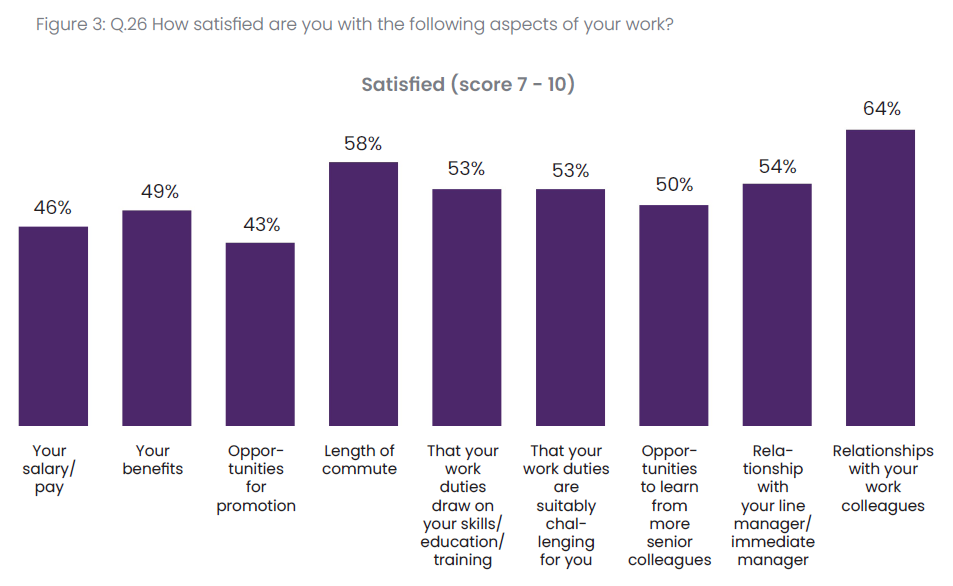 Figure 3: Q.26 How satisfied are you with the following aspects of your work?
Satisfied (score 7 - 10)
46%
49%
43%
58%
53%
53%
50%
54%
64%
Your
salary/
pay
Your
benefits
Oppor-
tunities
for
promotion
Length of
commute
That your
work
duties
draw on
your skills/
education/
training
That your
work duties
are
suitably
chal-
lenging
for you
Oppor-
tunities
to learn
from
more
senior
colleagues
Rela-
tionship
with
your line
manager/
immediate
manager
Relationships
with your
work
colleagues